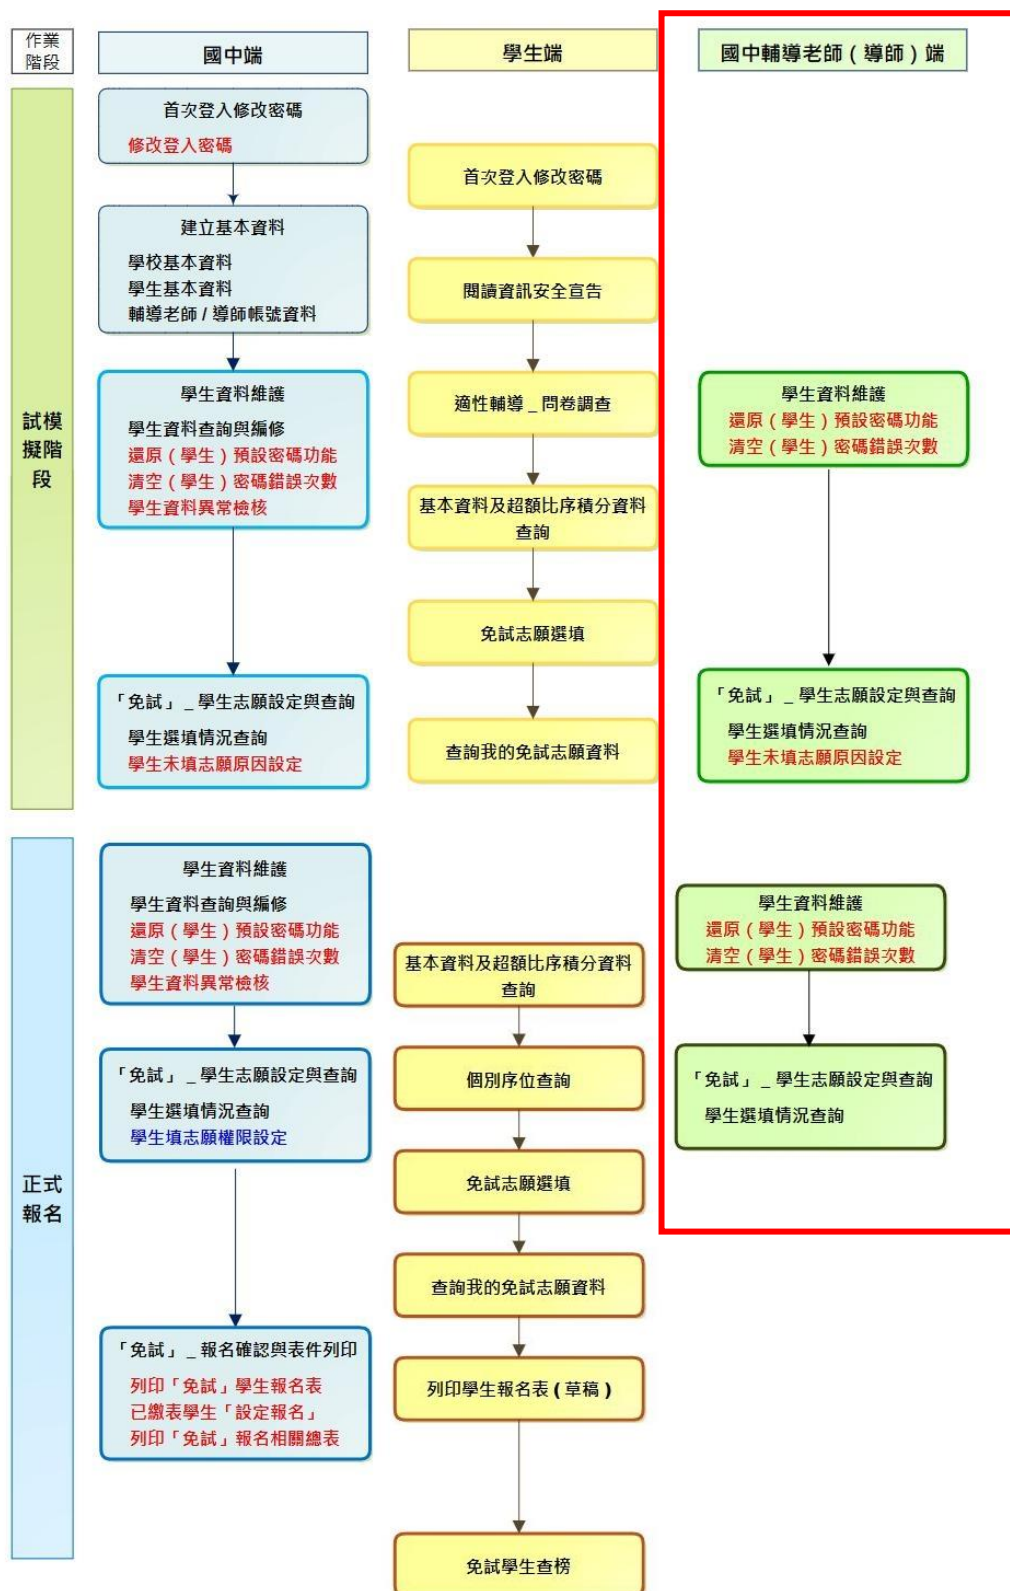 作業
階段
國中端
學生端
國中輔導老師（導師）端
試模
擬階
段
首次登入修改密碼
修改登入密碼
建立基本資料
學校基本資料
學生基本資料
輔導老師 / 導師帳號資料
學生資料維護
學生資料查詢與編修
還原（學生）預設密碼功能
清空（學生）密碼錯誤次數
學生資料異常檢核
「免試」_ 學生志願設定與查詢
學生選填情況查詢
學生未填志願原因設定
首次登入修改密碼
閱讀資訊安全宣告
適性輔導 _ 問卷調查
基本資料及超額比序積分資料
查詢
免試志願選填
查詢我的免試志願資料
學生資料維護
還原（學生）預設密碼功能
清空（學生）密碼錯誤次數
「免試」_ 學生志願設定與查詢
學生選填情況查詢
學生未填志願原因設定
正式
報名
學生資料維護
學生資料查詢與編修
還原（學生）預設密碼功能
清空（學生）密碼錯誤次數
學生資料異常檢核
「免試」_ 學生志願設定與查詢
學生選填情況查詢
學生填志願權限設定
「免試」_ 報名確認與表件列印
列印「免試」學生報名表
已繳表學生「設定報名」
列印「免試」報名相關總表
基本資料及超額比序積分資料
查詢
個別序位查詢
免試志願選填
查詢我的免試志願資料
列印學生報名表 ( 草稿 )
免試學生查榜
學生資料維護
還原（學生）預設密碼功能
清空（學生）密碼錯誤次數
「免試」_ 學生志願設定與查詢
學生選填情況查詢